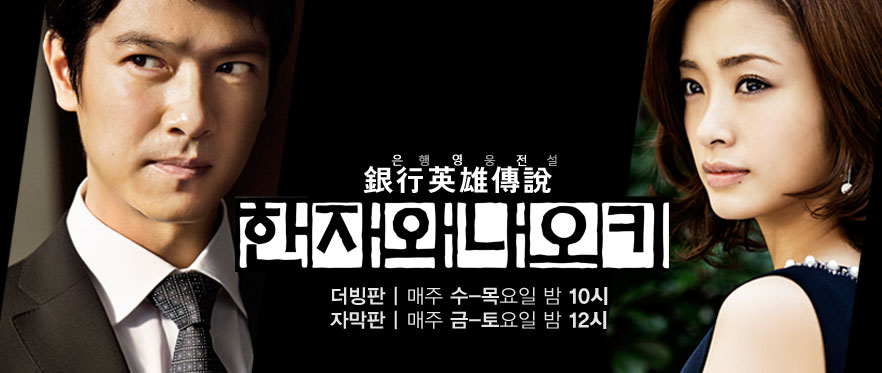 은행영웅전설
銀行英雄傳說
한자와나오키
더빙판 | 매주 수-목요일 밤 10시
자막판 | 매주 금-토요일 밤 12시